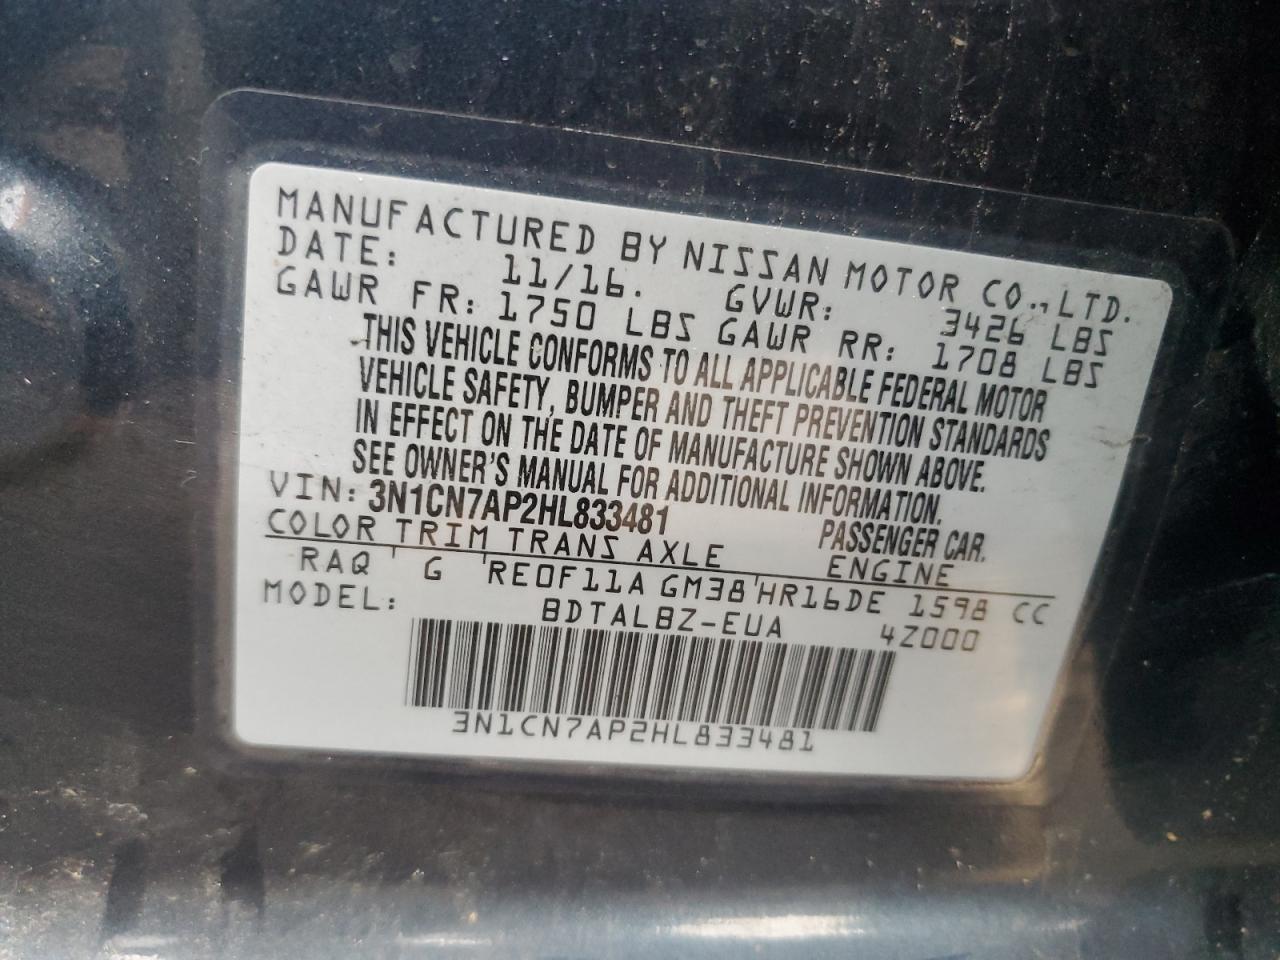 MANUFACTURED BY NISSAN MOTOR CO., LTD.
DATE: 11/16. GVWR: 3426 LBS
GAWR FR: 1750 LBS GAWR RR: 1708 LBS
THIS VEHICLE CONFORMS TO ALL APPLICABLE FEDERAL MOTOR
VEHICLE SAFETY, BUMPER AND THEFT PREVENTION STANDARDS
IN EFFECT ON THE DATE OF MANUFACTURE SHOWN ABOVE.
SEE OWNER'S MANUAL FOR ADDITIONAL INFORMATION.
VIN: 3N1CN7AP2HL833481 PASSENGER CAR.
COLOR TRIM TRANS AXLE ENGINE
RAQ G RE0F11A GM38 HR16DE 1598 CC
MODEL: BDTALBZ-EUA 4Z000
3N1CN7AP2HL833481